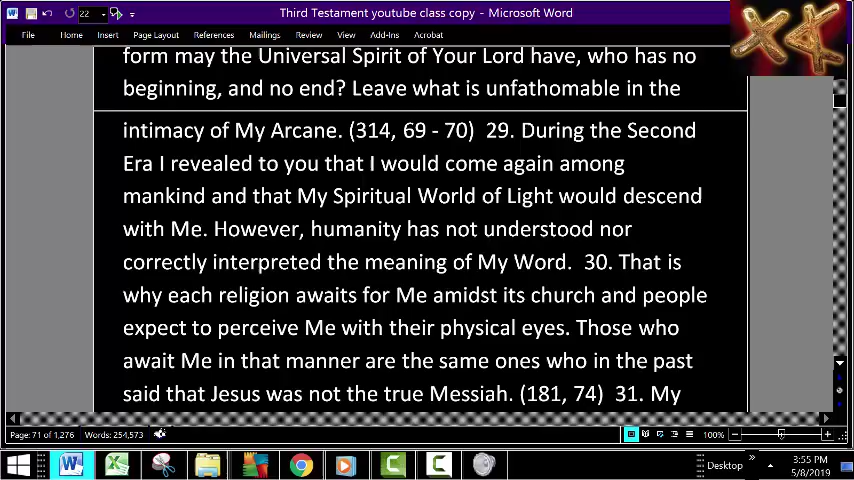 22
Third Testament youtube class copy - Microsoft Word
File Home Insert Page Layout References Mailings Review View Add-Ins Acrobat
form may the Universal Spirit of Your Lord have, who has no
beginning, and no end? Leave what is unfathomable in the
intimacy of My Arcane. (314, 69 - 70)  29. During the Second
Era I revealed to you that I would come again among
mankind and that My Spiritual World of Light would descend
with Me. However, humanity has not understood nor
correctly interpreted the meaning of My Word.  30. That is
why each religion awaits for Me amidst its church and people
expect to perceive Me with their physical eyes. Those who
await Me in that manner are the same ones who in the past
said that Jesus was not the true Messiah. (181, 74)  31. My
Page: 71 of 1,276 Words: 254,573 100%
Desktop
3:55 PM
5/8/2019